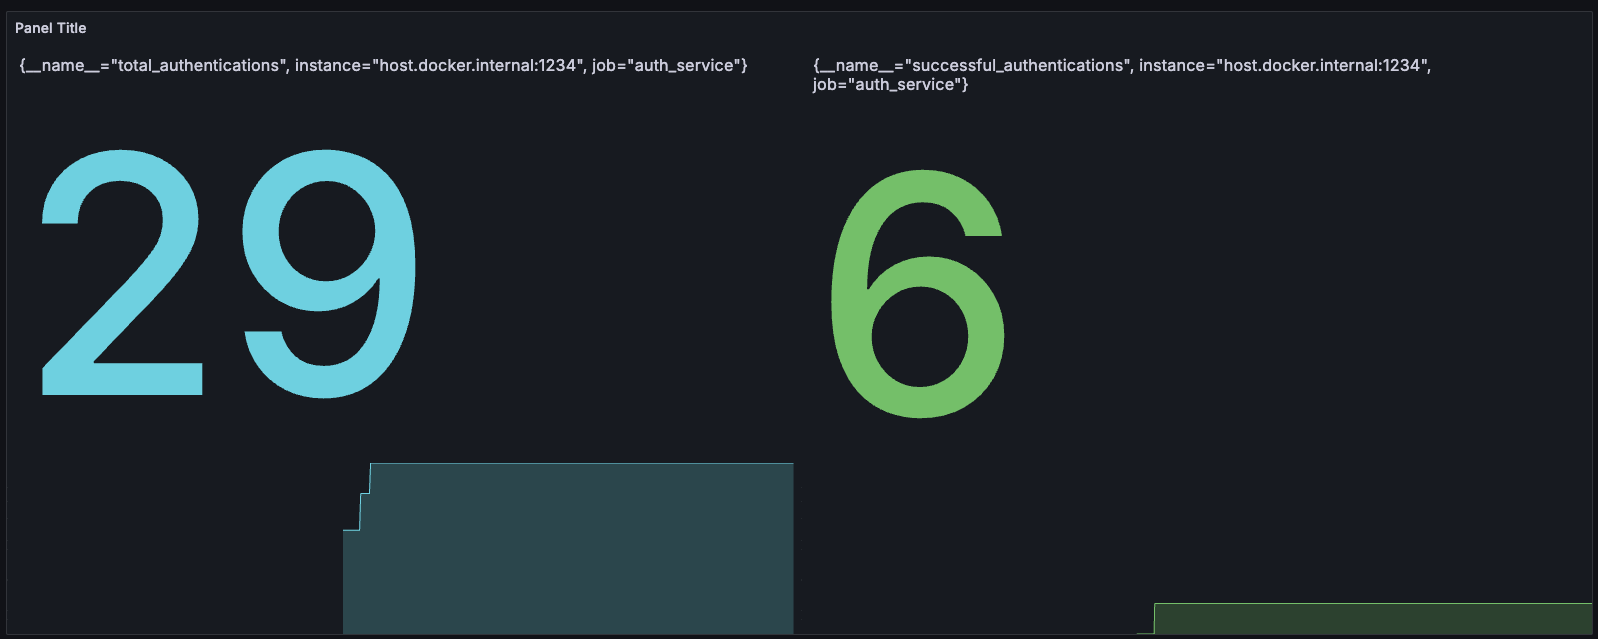 Panel Title
{__name__="total_authentications", instance="host.docker.internal:1234", job="auth_service"}
29
{__name__="successful_authentications", instance="host.docker.internal:1234",
job="auth_service"}
6